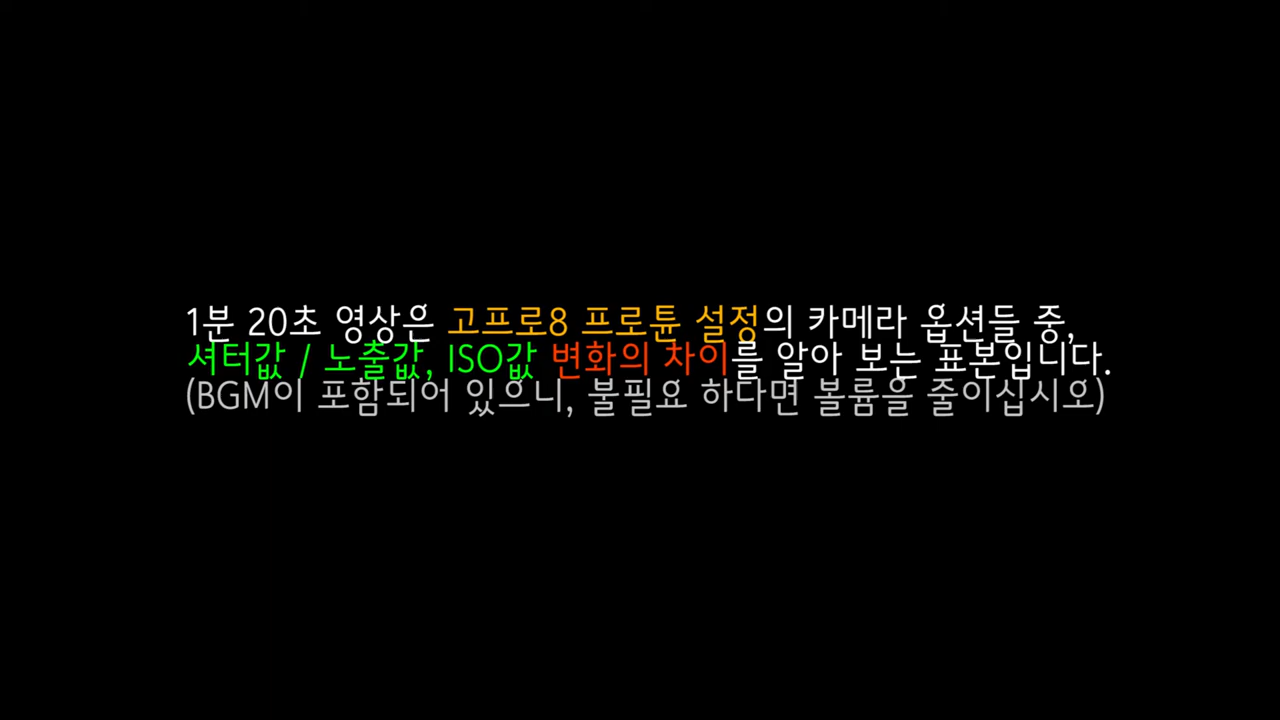 1분 20초 영상은 고프로8 프로튠 설정의 카메라 옵션들 중,
셔터값 / 노출값, ISO값 변화의 차이를 알아 보는 표본입니다.
(BGM이 포함되어 있으니, 불필요 하다면 볼륨을 줄이십시오)